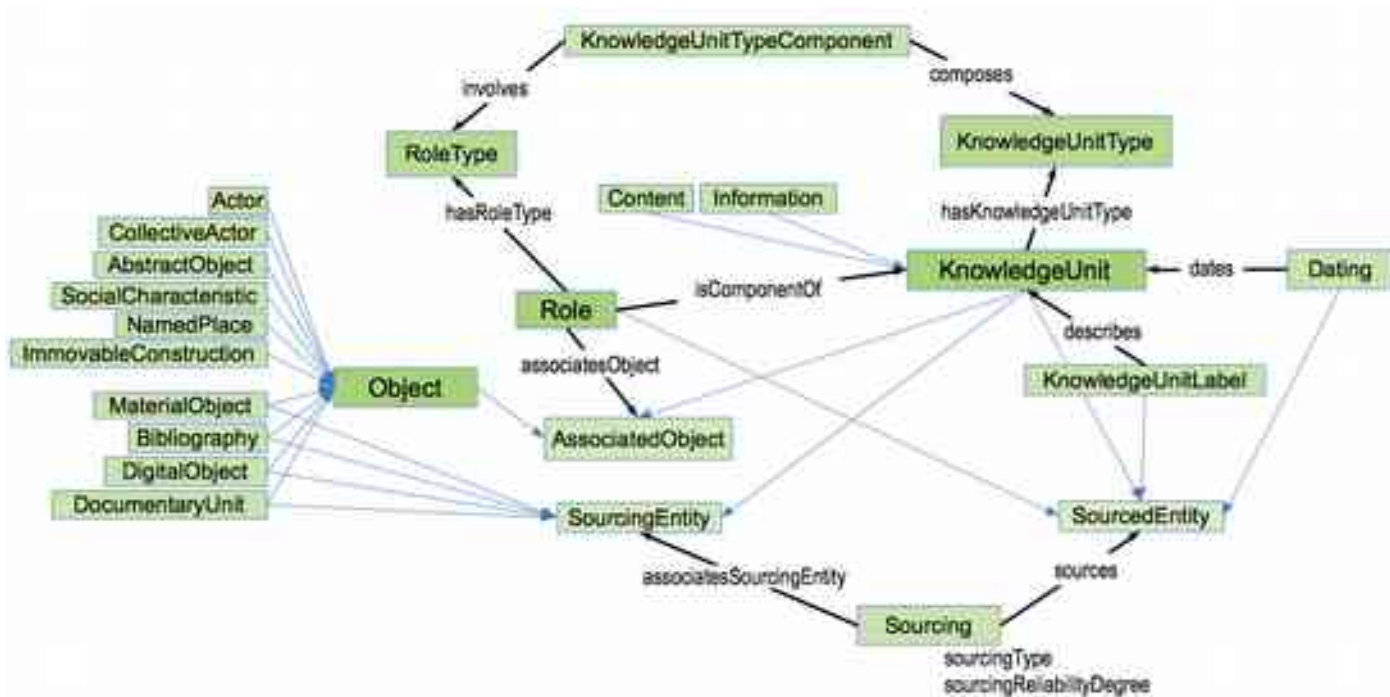 KnowledgeUnitTypeComponent
involves
composes
RoleType
KnowledgeUnitType
Actor
Content
Information
hasRoleType
hasKnowledgeUnitType
CollectiveActor
AbstractObject
KnowledgeUnit
dates
Dating
SocialCharacteristic
isComponentOf
Role
NamedPlace
describes
ImmovableConstruction
associatesObject
Object
KnowledgeUnitLabel
MaterialObject
Bibliography
AssociatedObject
DigitalObject
DocumentaryUnit
SourcingEntity
SourcedEntity
associatesSourcingEntity
sources
Sourcing
sourcingType
sourcingReliabilityDegree